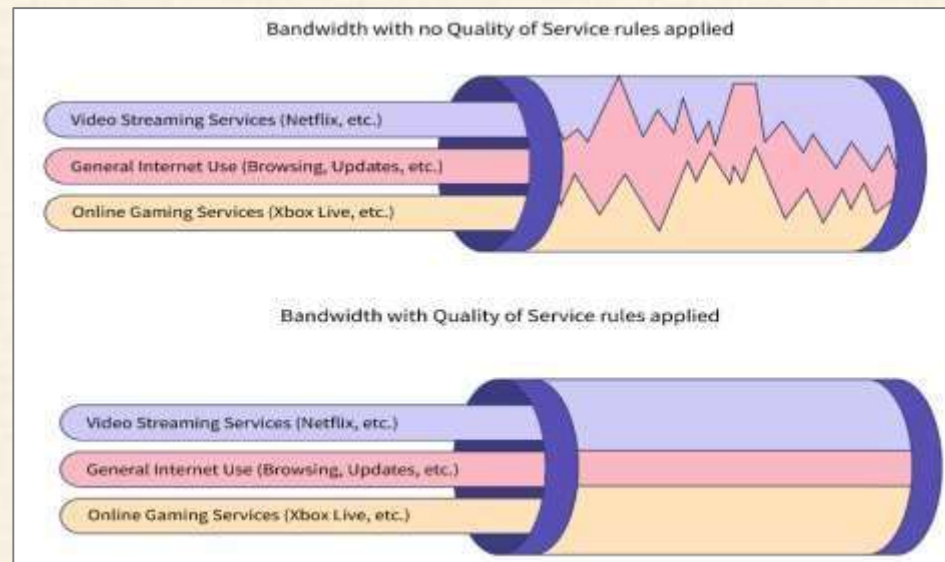 Bandwidth with no Quality of Service rules applied
Video Streaming Services (Netflix, etc.)
General Internet Use (Browsing, Updates, etc.)
Online Gaming Services (Xbox Live, etc.)
Bandwidth with Quality of Service rules applied
Video Streaming Services (Netflix, etc.)
General Internet Use (Browsing, Updates, etc.)
Online Gaming Services (Xbox Live, etc.)